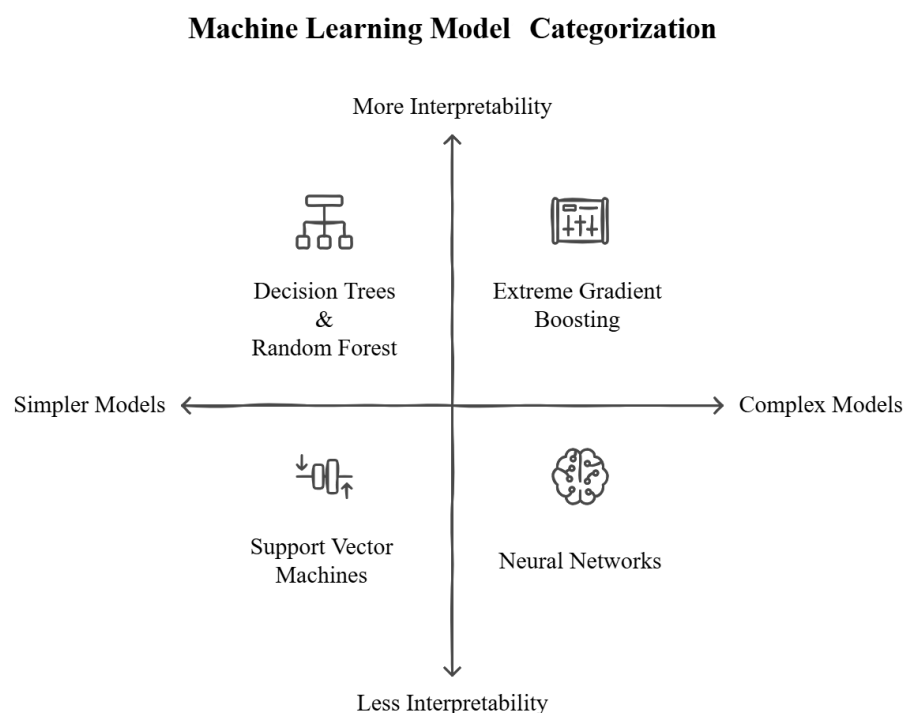 Machine Learning Model Categorization
More Interpretability
Decision Trees
&
Random Forest
Extreme Gradient
Boosting
Simpler Models
Complex Models
Support Vector
Machines
Neural Networks
Less Interpretability